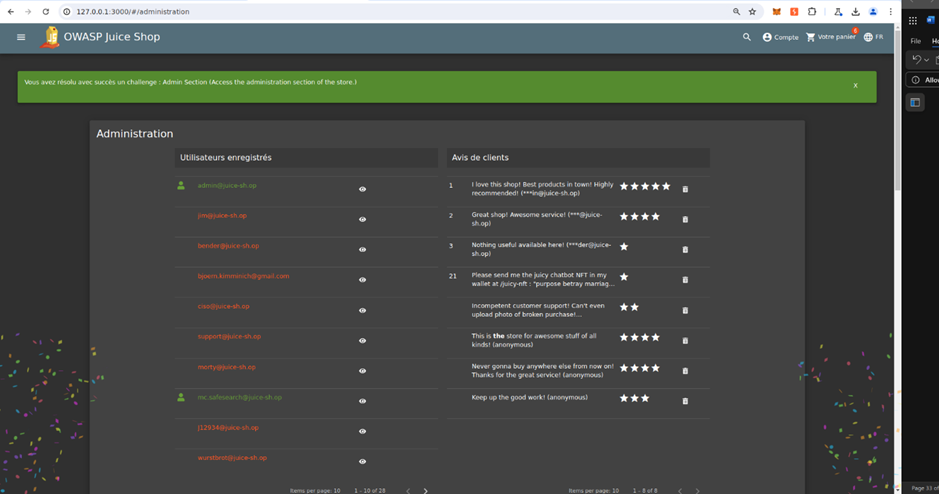 127.0.0.1:3000/#/administration
OWASP Juice Shop
Compte
Votre panier
6
FR
File
Vous avez résolu avec succès un challenge : Admin Section (Access the administration section of the store.)
X
Allow
Administration
Utilisateurs enregistrés
Avis de clients
admin@juice-sh.op
1
I love this shop! Best products in town! Highly
recommended! (***in@juice-sh.op)
jim@juice-sh.op
2
Great shop! Awesome service! (***@juice-
sh.op)
bender@juice-sh.op
3
Nothing useful available here! (***der@juice-
sh.op)
bjoern.kimminich@gmail.com
21
Please send me the juicy chatbot NFT in my
wallet at /juicy-nft : "purpose betray marriag...
ciso@juice-sh.op
Incompetent customer support! Can't even
upload photo of broken purchase!...
support@juice-sh.op
This is the store for awesome stuff of all
kinds! (anonymous)
morty@juice-sh.op
Never gonna buy anywhere else from now on!
Thanks for the great service! (anonymous)
mc.safesearch@juice-sh.op
Keep up the good work! (anonymous)
J12934@juice-sh.op
wurstbrot@juice-sh.op
Items per page: 10
1 - 10 of 28
Items per page: 10
1 - 8 of 8
Page 33 of